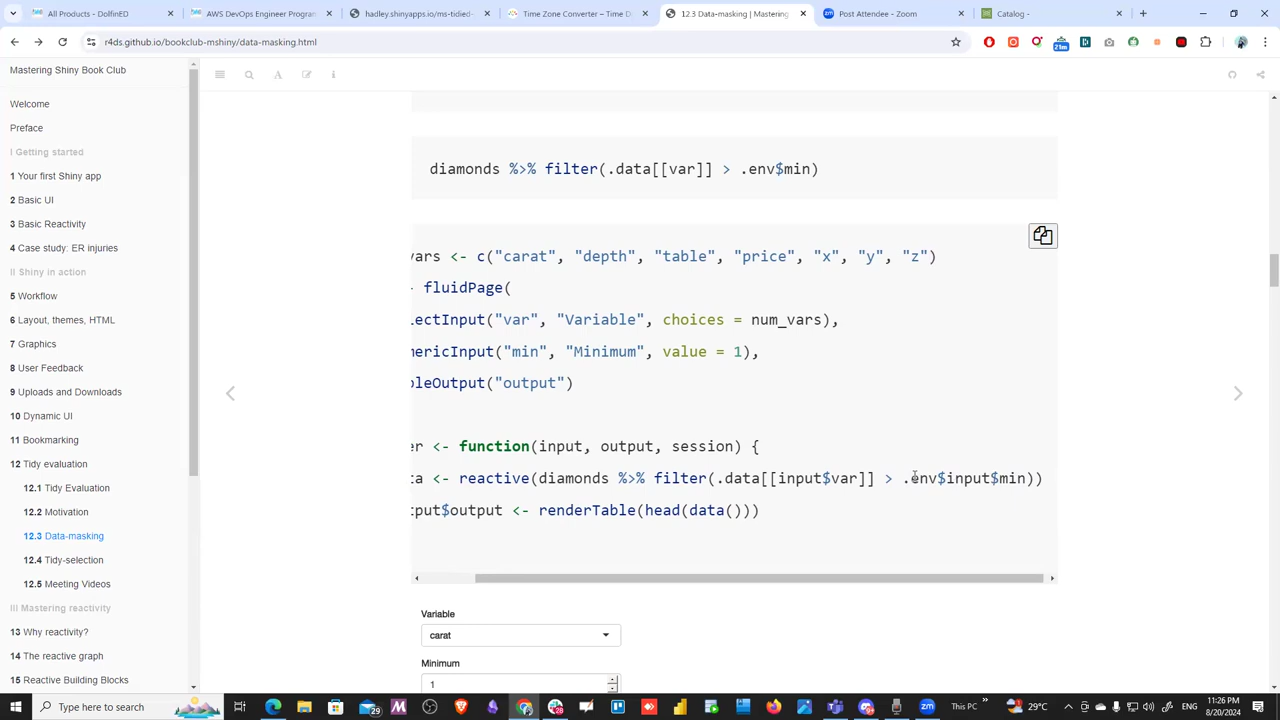 All Products - DolfinED
AWS DevOps Engineer Program
hadley.shinyapps.io/ms-tidied-
Time Zone Converter – Time D
12.3 Data-masking | Mastering
Post Attendee - Zoom
Catalog -
r4ds.github.io/bookclub-mshiny/data-masking.html
21m
Mastering Shiny Book Club
Welcome
Preface
I Getting started
1 Your first Shiny app
2 Basic UI
3 Basic Reactivity
4 Case study: ER injuries
II Shiny in action
5 Workflow
6 Layout, themes, HTML
7 Graphics
8 User Feedback
9 Uploads and Downloads
10 Dynamic UI
11 Bookmarking
12 Tidy evaluation
12.1 Tidy Evaluation
12.2 Motivation
12.3 Data-masking
12.4 Tidy-selection
12.5 Meeting Videos
III Mastering reactivity
13 Why reactivity?
14 The reactive graph
15 Reactive Building Blocks
diamonds %>% filter(.data[[var]] > .env$min)
vars <- c("carat", "depth", "table", "price", "x", "y", "z")
- fluidPage(
lectInput("var", "Variable", choices = num_vars),
mericInput("min", "Minimum", value = 1),
bleOutput("output")
er <- function(input, output, session) {
ta <- reactive(diamonds %>% filter(.data[[input$var]] > .env$input$min))
tput$output <- renderTable(head(data()))
Variable
carat
Minimum
1
Type here to search
29
This PC
29°C
11:26 PM
8/20/2024